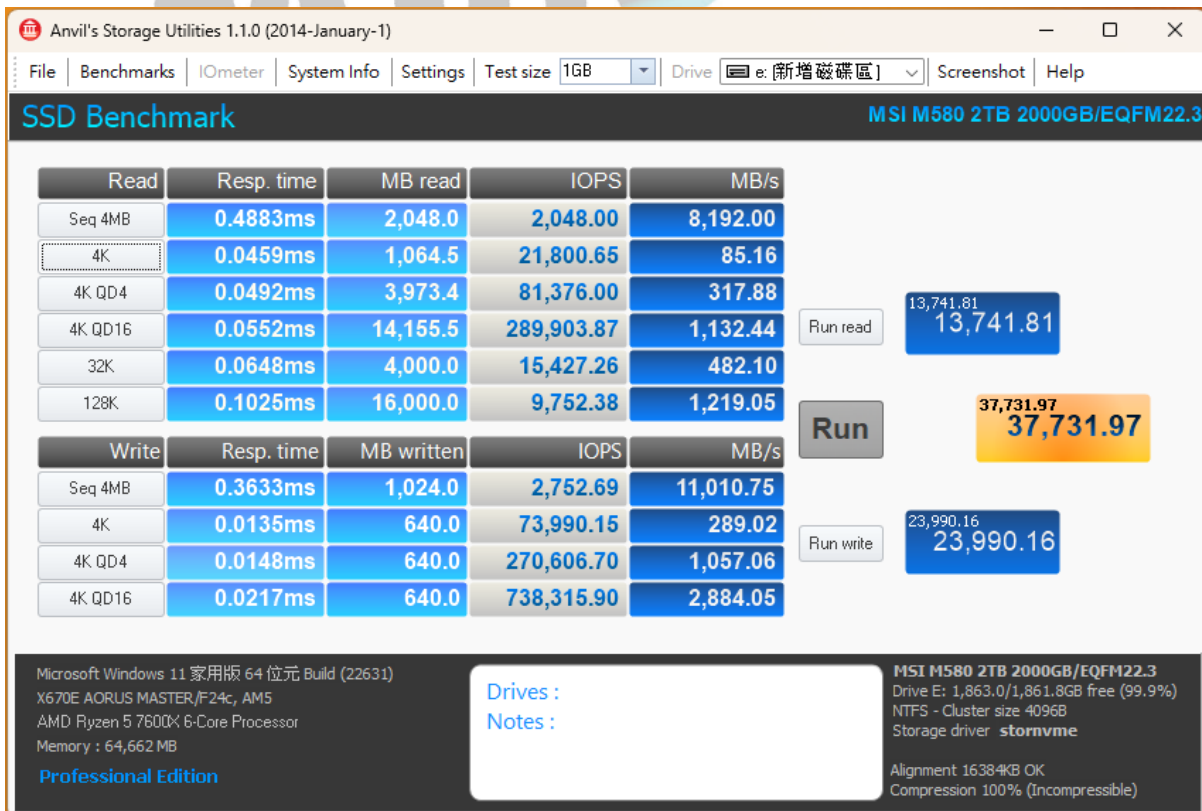 Anvil's Storage Utilities 1.1.0 (2014-January-1)
File Benchmarks IOmeter System Info Settings Test size 1GB Drive e: [新增磁碟區] Screenshot Help
SSD Benchmark MSI M580 2TB 2000GB/EQFM22.3
Read Resp. time MB read IOPS MB/s
Seq 4MB 0.4883ms 2,048.0 2,048.00 8,192.00
4K 0.0459ms 1,064.5 21,800.65 85.16
4K QD4 0.0492ms 3,973.4 81,376.00 317.88
4K QD16 0.0552ms 14,155.5 289,903.87 1,132.44
32K 0.0648ms 4,000.0 15,427.26 482.10
128K 0.1025ms 16,000.0 9,752.38 1,219.05
Run read
13,741.81
13,741.81
Run
37,731.97
37,731.97
Write Resp. time MB written IOPS MB/s
Seq 4MB 0.3633ms 1,024.0 2,752.69 11,010.75
4K 0.0135ms 640.0 73,990.15 289.02
4K QD4 0.0148ms 640.0 270,606.70 1,057.06
4K QD16 0.0217ms 640.0 738,315.90 2,884.05
Run write
23,990.16
23,990.16
Microsoft Windows 11 家用版 64 位元 Build (22631)
X670E AORUS MASTER/F24c, AM5
AMD Ryzen 5 7600X 6-Core Processor
Memory : 64,662 MB
Professional Edition
Drives :
Notes :
MSI M580 2TB 2000GB/EQFM22.3
Drive E: 1,863.0/1,861.8GB free (99.9%)
NTFS - Cluster size 4096B
Storage driver stornvme
Alignment 16384KB OK
Compression 100% (Incompressible)